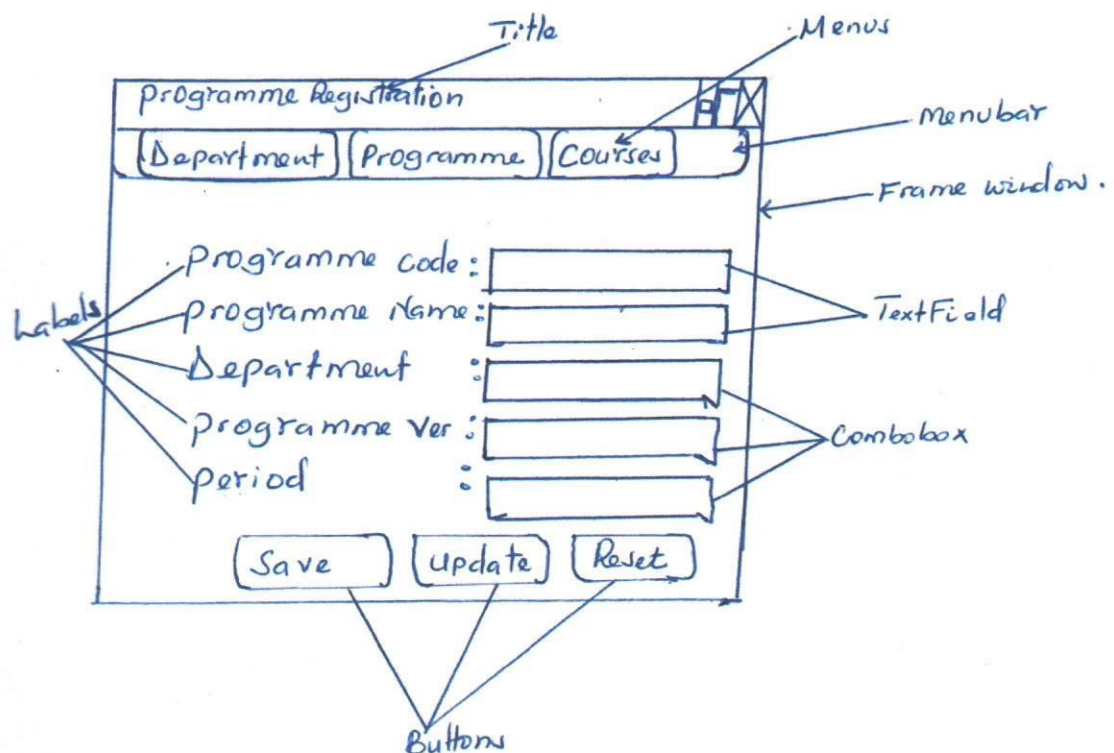 Title
Menus
Programme Registration
Menubar
Department Programme Courses
Frame window.
Programme Code :
Labels
Programme Name :
TextField
Department :
Programme Ver :
Combobox
Period :
Save Update Reset
Buttons